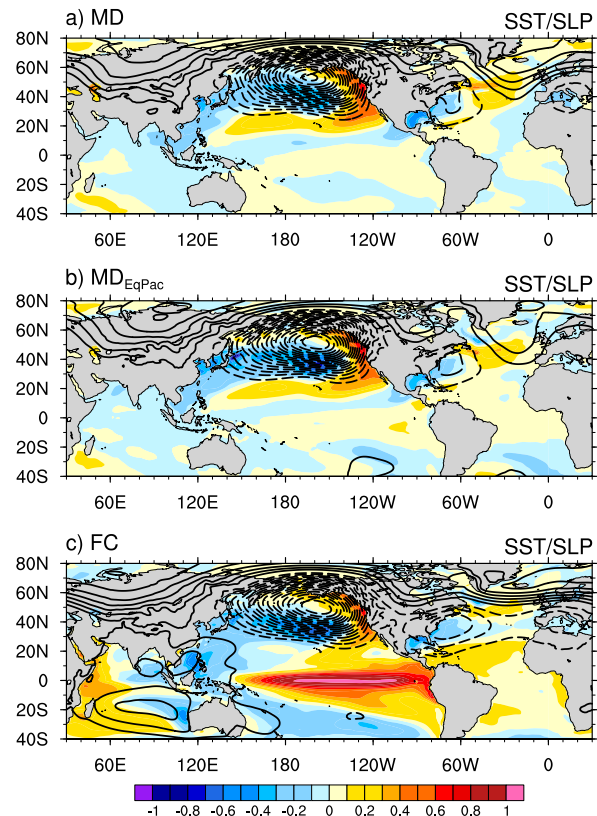 a) MD SST/SLP
80N
60N
40N
20N
0
20S
40S
60E 120E 180 120W 60W 0
b) MDEqPac SST/SLP
80N
60N
40N
20N
0
20S
40S
60E 120E 180 120W 60W 0
c) FC SST/SLP
80N
60N
40N
20N
0
20S
40S
60E 120E 180 120W 60W 0
-1 -0.8 -0.6 -0.4 -0.2 0 0.2 0.4 0.6 0.8 1